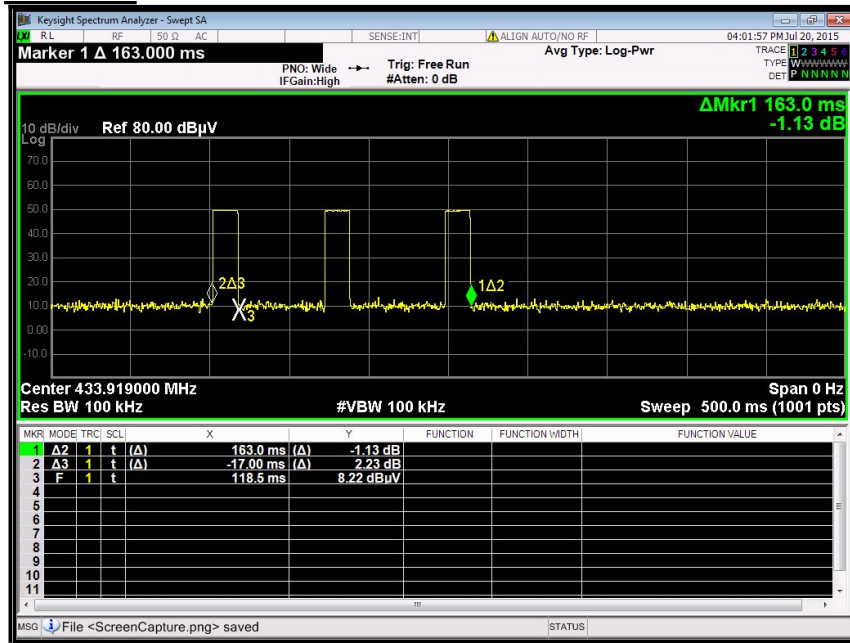 Keysight Spectrum Analyzer - Swept SA
RL RF 50 Ω AC SENSE:INT ALIGN AUTO/NO RF 04:01:57 PM Jul 20, 2015
Marker 1 Δ 163.000 ms
PNO: Wide
IFGain:High
Trig: Free Run
#Atten: 0 dB
Avg Type: Log-Pwr
TRACE 1 2 3 4 5 6
TYPE WWWWWW
DET P N N N N N
ΔMkr1 163.0 ms
-1.13 dB
10 dB/div Ref 80.00 dBµV
Log
70.0
60.0
50.0
40.0
30.0
20.0
10.0
0.00
-10.0
2Δ3
1Δ2
3
Center 433.919000 MHz Span 0 Hz
Res BW 100 kHz #VBW 100 kHz Sweep 500.0 ms (1001 pts)
MKR MODE TRC SCL X Y FUNCTION FUNCTION WIDTH FUNCTION VALUE
1 Δ2 1 t (Δ) 163.0 ms (Δ) -1.13 dB
2 Δ3 1 t (Δ) -17.00 ms (Δ) 2.23 dB
3 F 1 t 118.5 ms 8.22 dBµV
4
5
6
7
8
9
10
11
MSG File <ScreenCapture.png> saved STATUS